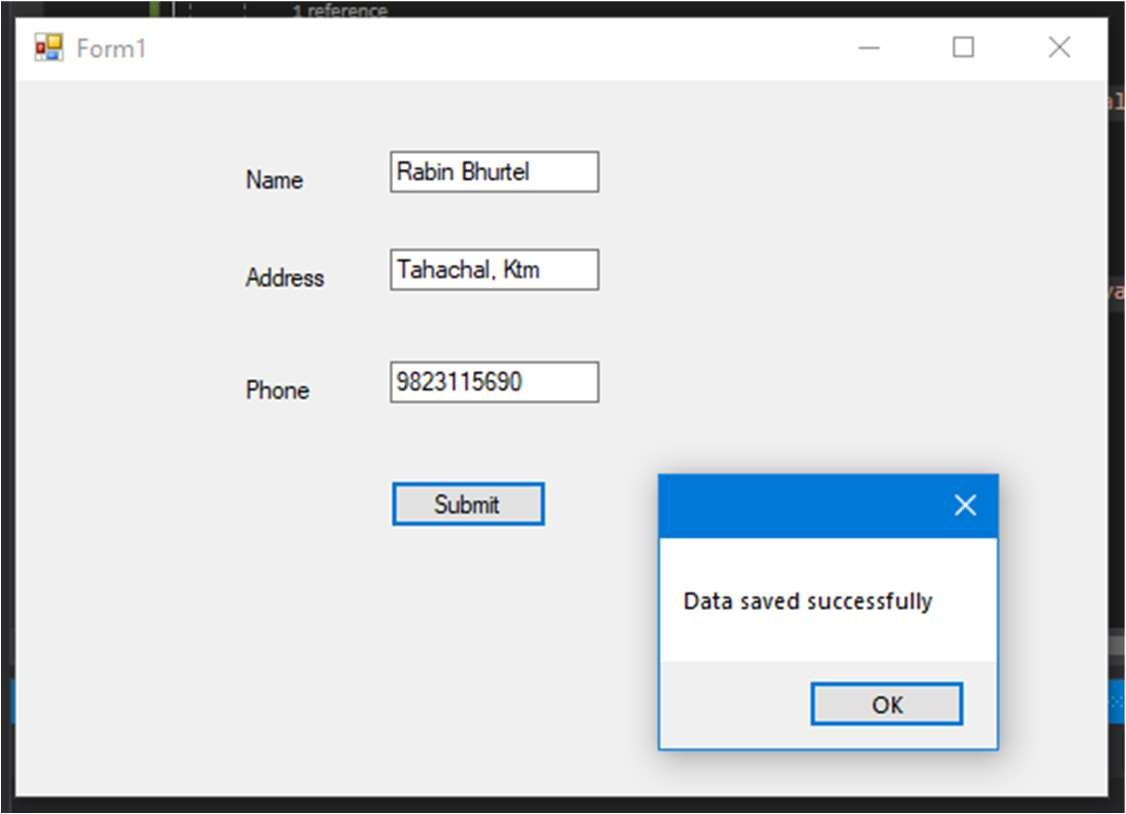 1 reference
Form1
Name
Rabin Bhurtel
Address
Tahachal, Ktm
Phone
9823115690
Submit
Data saved successfully
OK